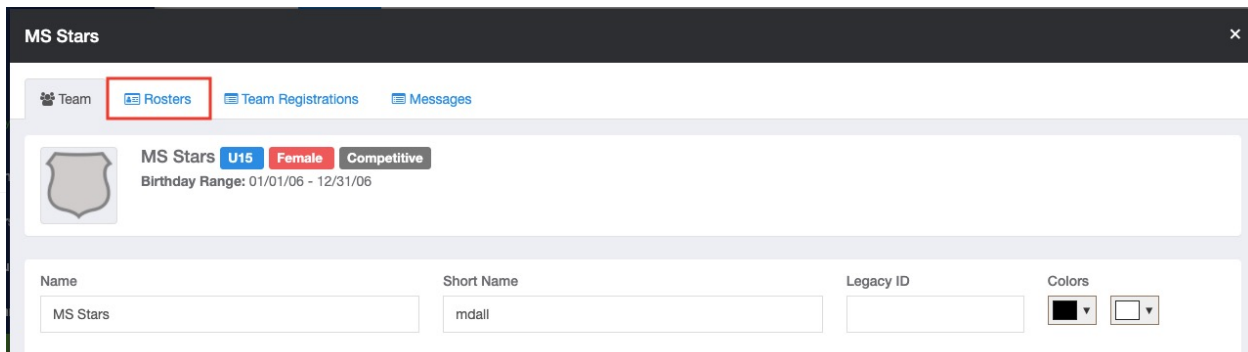 MS Stars ×
Team Rosters Team Registrations Messages
MS Stars U15 Female Competitive
Birthday Range: 01/01/06 - 12/31/06
Name Short Name Legacy ID Colors
MS Stars mdall